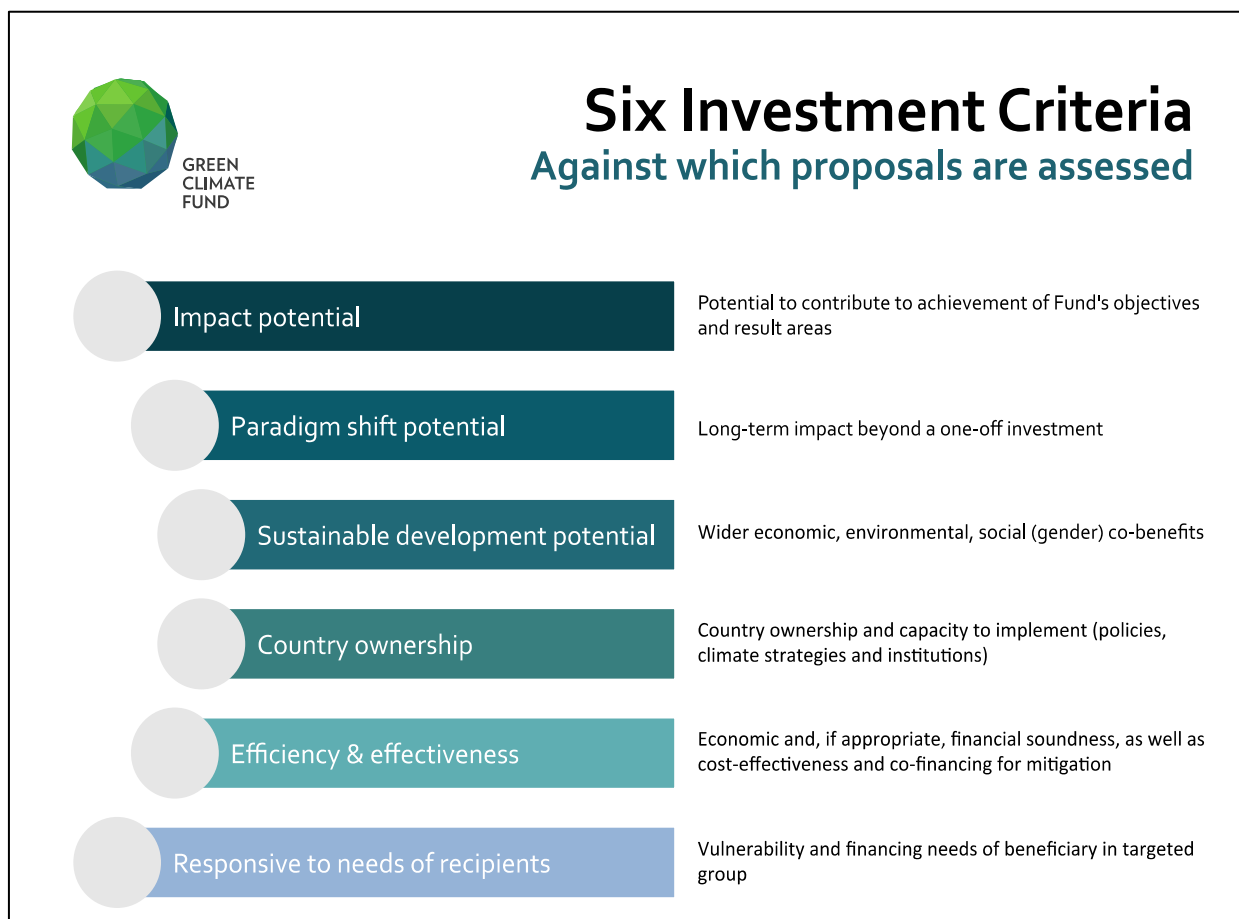 GREEN
CLIMATE
FUND
Six Investment Criteria
Against which proposals are assessed
Impact potential
Potential to contribute to achievement of Fund's objectives
and result areas
Paradigm shift potential
Long-term impact beyond a one-off investment
Sustainable development potential
Wider economic, environmental, social (gender) co-benefits
Country ownership
Country ownership and capacity to implement (policies,
climate strategies and institutions)
Efficiency & effectiveness
Economic and, if appropriate, financial soundness, as well as
cost-effectiveness and co-financing for mitigation
Responsive to needs of recipients
Vulnerability and financing needs of beneficiary in targeted
group